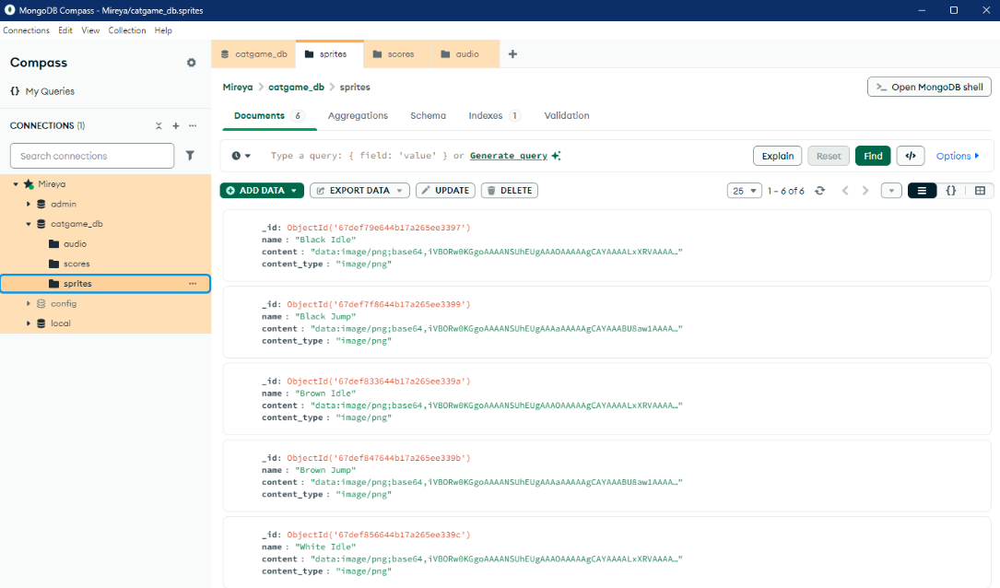 MongoDB Compass - Mireya/catgame_db.sprites
Connections Edit View Collection Help
Compass
{} My Queries
CONNECTIONS (1)
Search connections
Mireya
admin
catgame_db
audio
scores
sprites
config
local
catgame_db sprites scores audio
Mireya > catgame_db > sprites
>_ Open MongoDB shell
Documents 6 Aggregations Schema Indexes 1 Validation
Type a query: { field: 'value' } or Generate query
Explain Reset Find </> Options
ADD DATA EXPORT DATA UPDATE DELETE
25 1 – 6 of 6 {}
_id: ObjectId('67def79e644b17a265ee3397')
name : "Black Idle"
content : "data:image/png;base64,iVBORw0KGgoAAAANSUhEUgAAAOAAAAAgCAYAAAALxXRVAAAA…"
content_type : "image/png"
_id: ObjectId('67def7f8644b17a265ee3399')
name : "Black Jump"
content : "data:image/png;base64,iVBORw0KGgoAAAANSUhEUgAAAaAAAAAgCAYAAABU8aw1AAAA…"
content_type : "image/png"
_id: ObjectId('67def833644b17a265ee339a')
name : "Brown Idle"
content : "data:image/png;base64,iVBORw0KGgoAAAANSUhEUgAAAOAAAAAgCAYAAAALxXRVAAAA…"
content_type : "image/png"
_id: ObjectId('67def847644b17a265ee339b')
name : "Brown Jump"
content : "data:image/png;base64,iVBORw0KGgoAAAANSUhEUgAAAaAAAAAgCAYAAABU8aw1AAAA…"
content_type : "image/png"
_id: ObjectId('67def856644b17a265ee339c')
name : "White Idle"
content : "data:image/png;base64,iVBORw0KGgoAAAANSUhEUgAAAOAAAAAgCAYAAAALxXRVAAAA…"
content_type : "image/png"